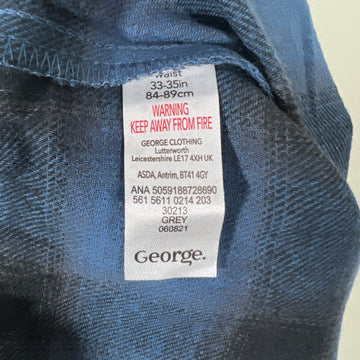 waist
33-35in
84-89cm
WARNING
KEEP AWAY FROM FIRE
GEORGE CLOTHING
Lutterworth
Leicestershire LE17 4XH UK
ASDA, Antrim, BT41 4GY
ANA 5059188728690
561 5611 0214 203
30213
GREY
060821
George.